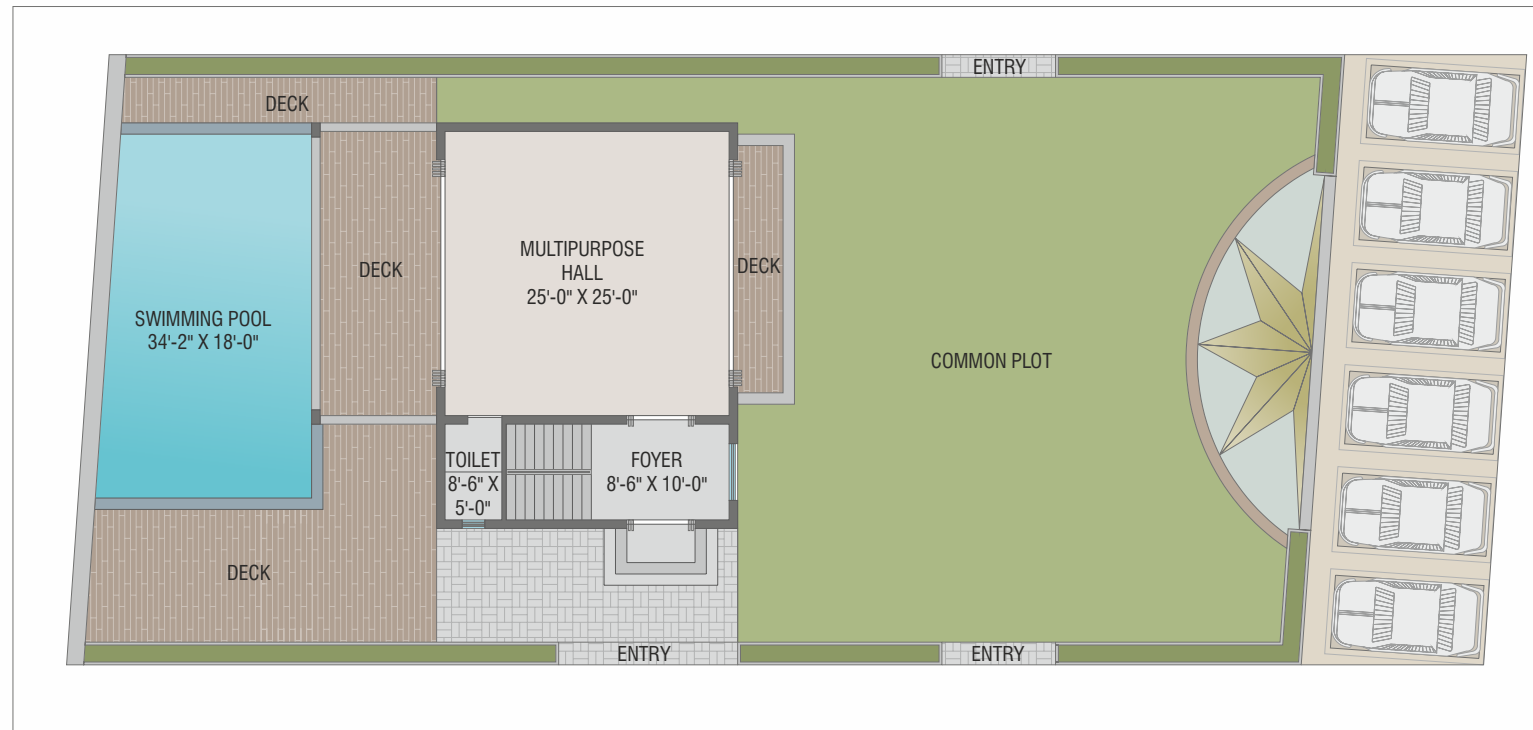 ENTRY
DECK
MULTIPURPOSE
HALL
25'-0" X 25'-0"
DECK
DECK
SWIMMING POOL
34'-2" X 18'-0"
COMMON PLOT
TOILET
8'-6" X
5'-0"
FOYER
8'-6" X 10'-0"
DECK
ENTRY
ENTRY